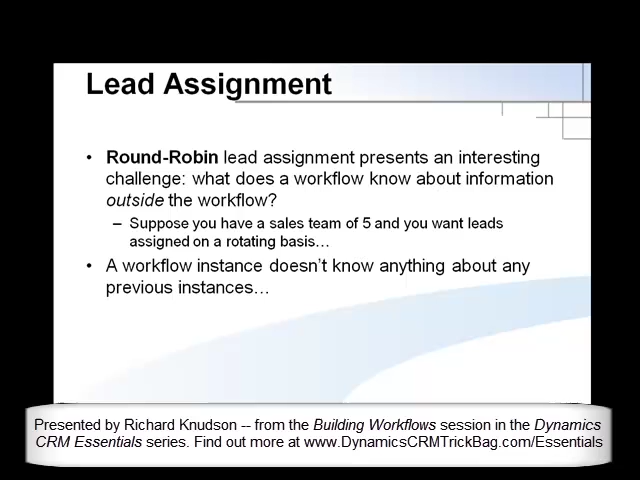 Lead Assignment
• Round-Robin lead assignment presents an interesting
challenge: what does a workflow know about information
outside the workflow?
– Suppose you have a sales team of 5 and you want leads
assigned on a rotating basis…
• A workflow instance doesn’t know anything about any
previous instances…
Presented by Richard Knudson -- from the Building Workflows session in the Dynamics
CRM Essentials series. Find out more at www.DynamicsCRMTrickBag.com/Essentials